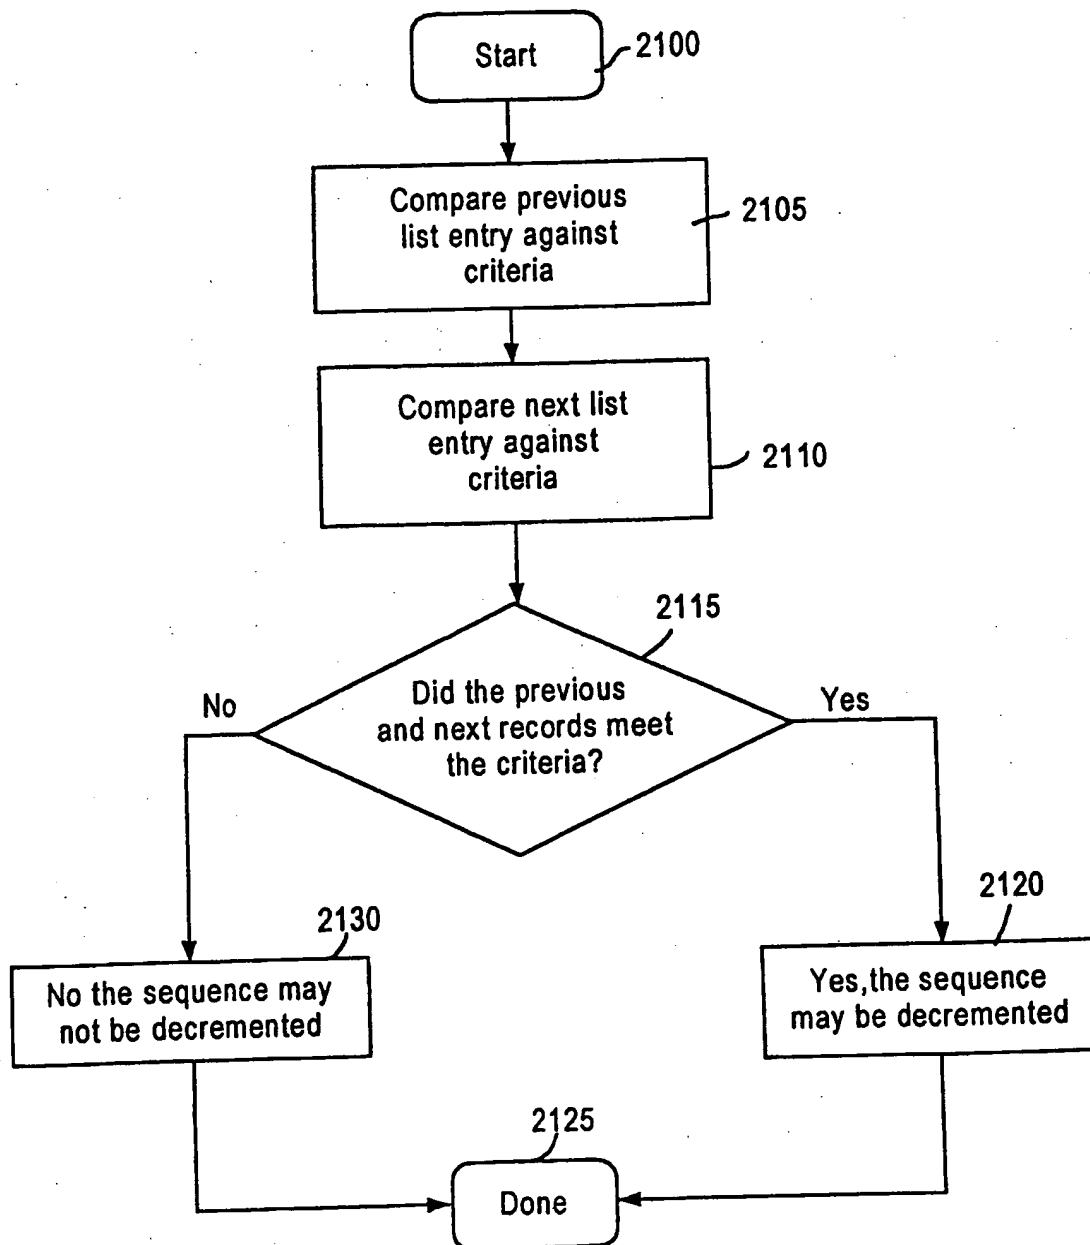 Start
2100
Compare previous
list entry against
criteria
2105
Compare next list
entry against
criteria
2110
2115
Did the previous
and next records meet
the criteria?
No
Yes
2130
No the sequence may
not be decremented
2120
Yes,the sequence
may be decremented
2125
Done